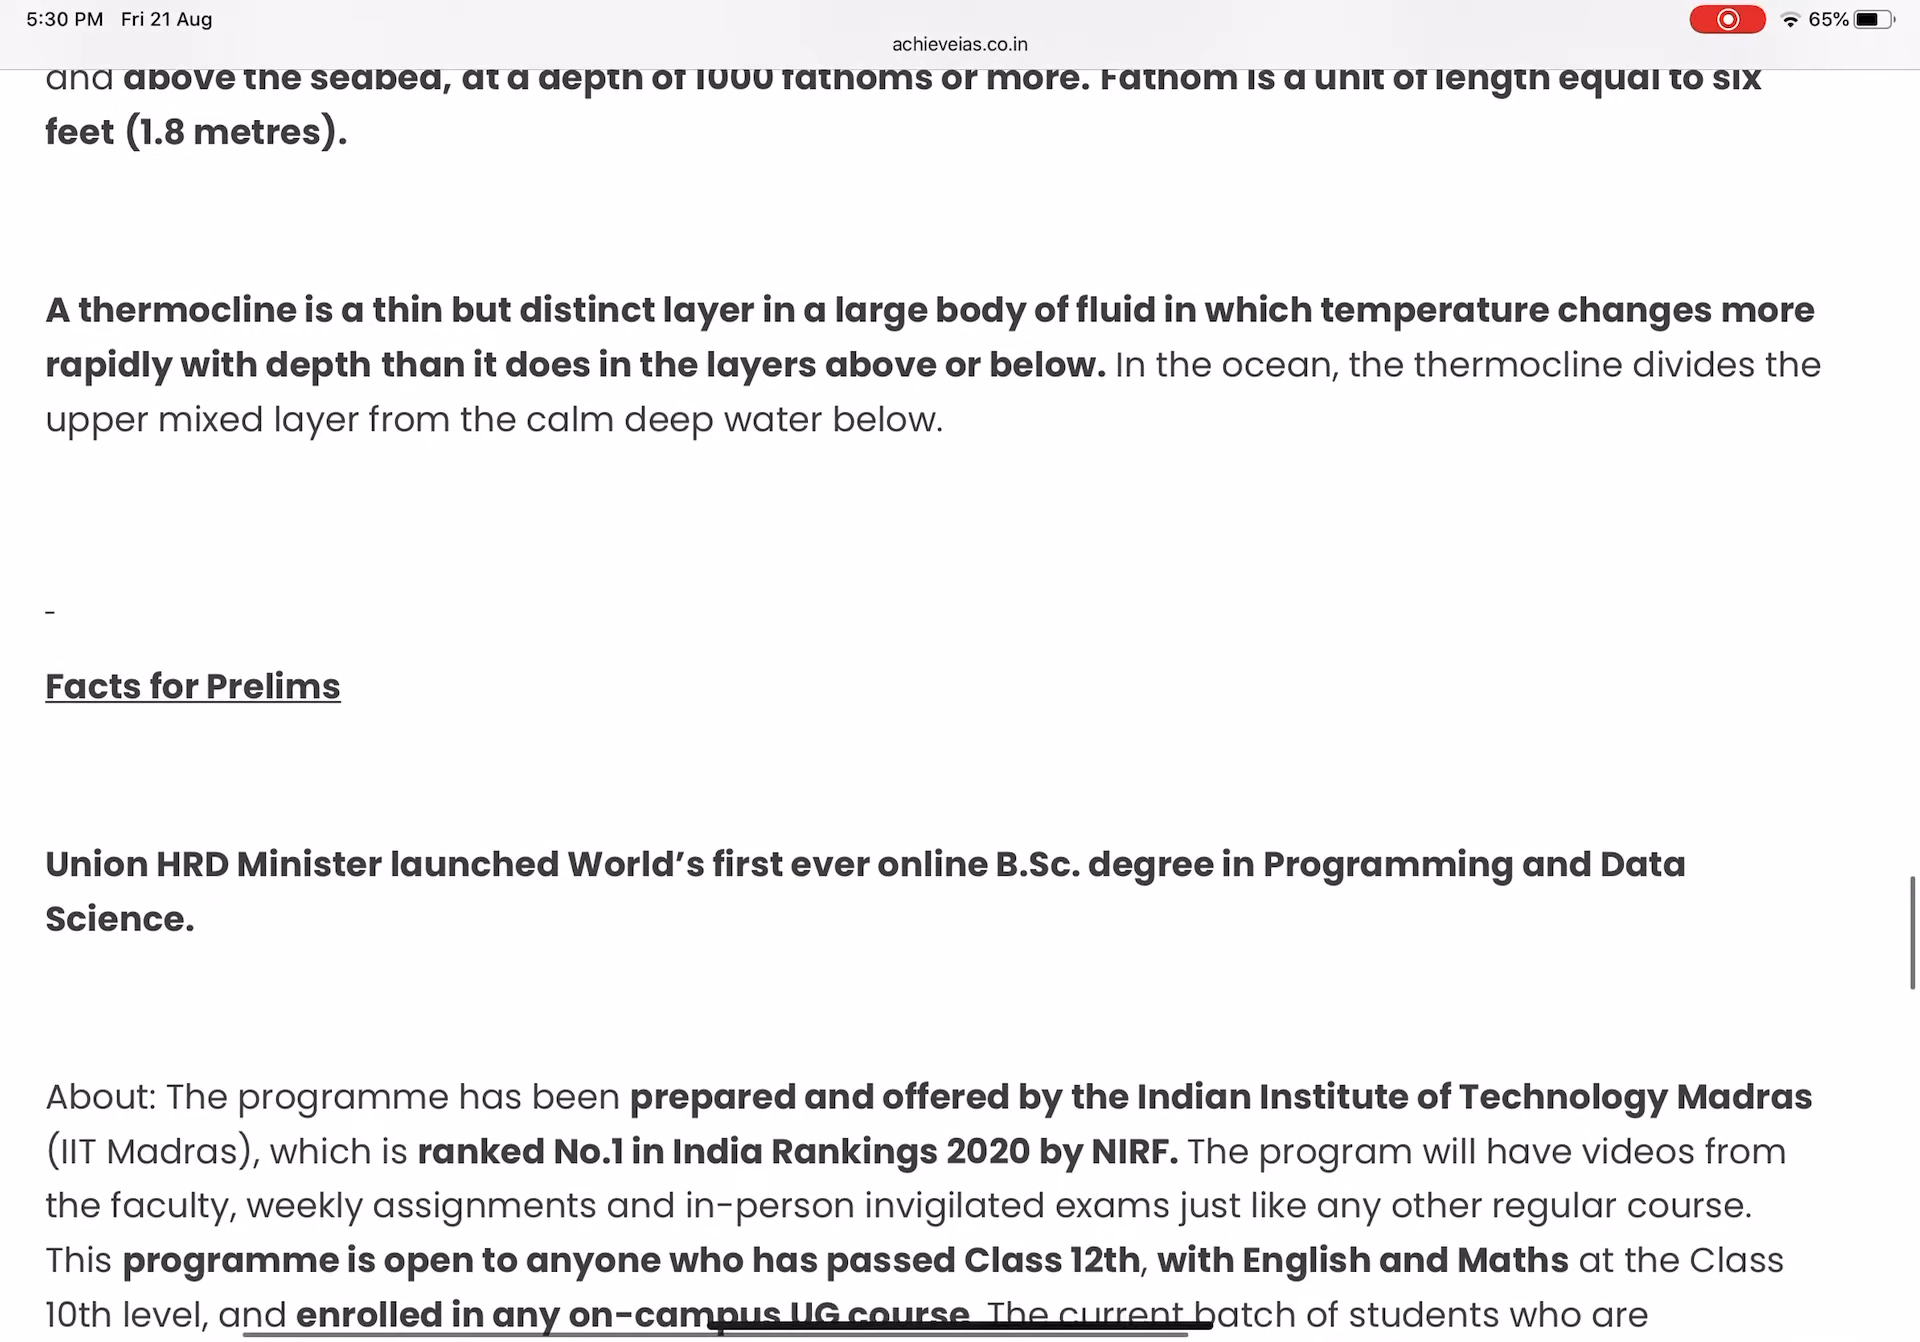 5:30 PM Fri 21 Aug
65%
achieveias.co.in
and above the seabed, at a depth of 1000 fathoms or more. Fathom is a unit of length equal to six
feet (1.8 metres).
A thermocline is a thin but distinct layer in a large body of fluid in which temperature changes more
rapidly with depth than it does in the layers above or below. In the ocean, the thermocline divides the
upper mixed layer from the calm deep water below.
-
Facts for Prelims
Union HRD Minister launched World’s first ever online B.Sc. degree in Programming and Data
Science.
About: The programme has been prepared and offered by the Indian Institute of Technology Madras
(IIT Madras), which is ranked No.1 in India Rankings 2020 by NIRF. The program will have videos from
the faculty, weekly assignments and in-person invigilated exams just like any other regular course.
This programme is open to anyone who has passed Class 12th, with English and Maths at the Class
10th level, and enrolled in any on-campus UG course. The current batch of students who are